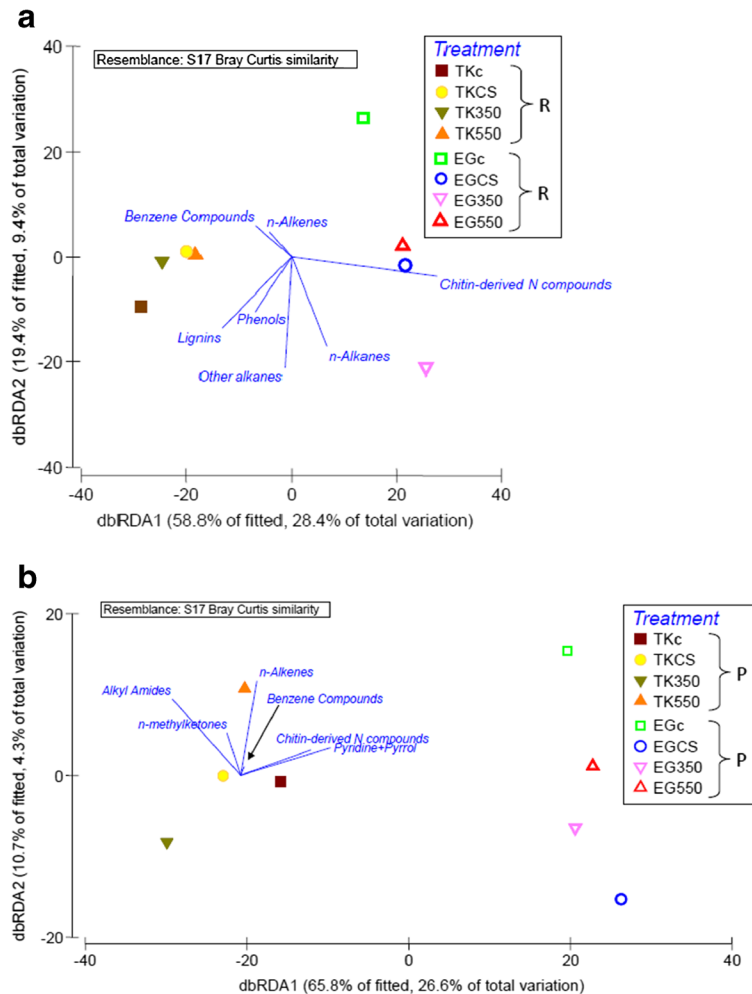 a
40
20
0
-20
-40
dbRDA2 (19.4% of fitted, 9.4% of total variation)
Resemblance: S17 Bray Curtis similarity
Treatment
TKc
TKCS
TK350
TK550
R
EGc
EGCS
EG350
EG550
R
Benzene Compounds
n-Alkenes
Chitin-derived N compounds
Phenols
Lignins
n-Alkanes
Other alkanes
-40
-20
0
20
40
dbIRDA1 (58.8% of fitted, 28.4% of total variation)
b
20
0
-20
dbRDA2 (10.7% of fitted, 4.3% of total variation)
Resemblance: S17 Bray Curtis similarity
Treatment
TKc
TKCS
TK350
TK550
P
EGc
EGCS
EG350
EG550
P
n-Alkenes
Alkyl Amides
Benzene Compounds
n-methylketones
Chitin-derived N compounds
Pyridine+Pyrrol
-40
-20
0
20
40
dbRDA1 (65.8% of fitted, 26.6% of total variation)